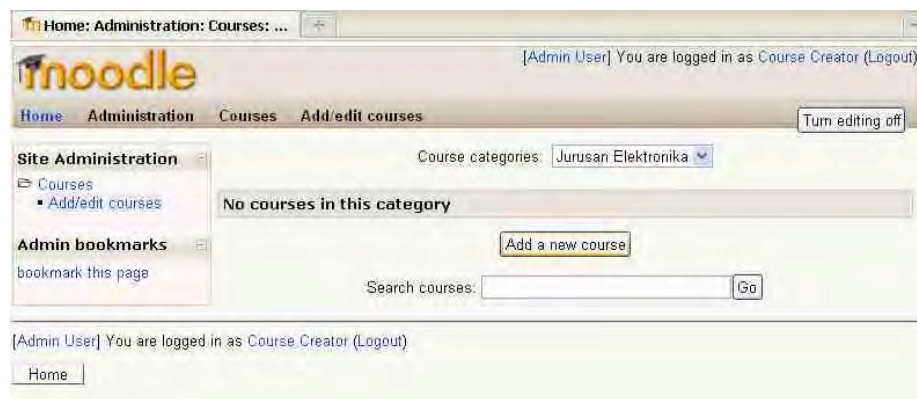 Home: Administration: Courses: ...
moodle
[Admin User] You are logged in as Course Creator (Logout)
Home Administration Courses Add/edit courses
Turn editing off
Site Administration
Courses
Add/edit courses
Admin bookmarks
bookmark this page
Course categories: Jurusan Elektronika
No courses in this category
Add a new course
Search courses: Go
[Admin User] You are logged in as Course Creator (Logout)
Home